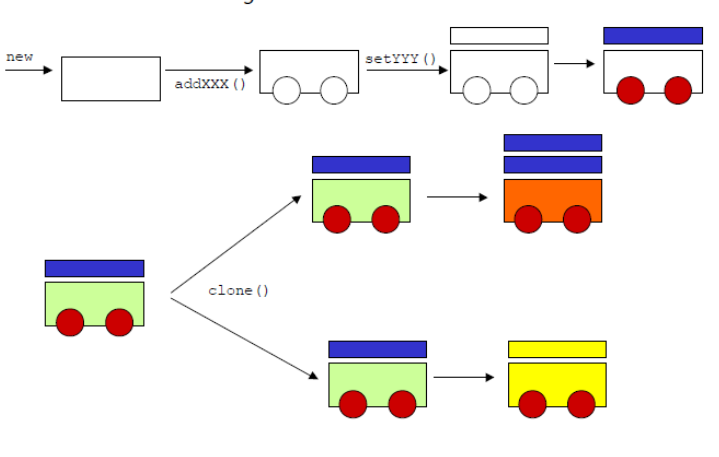 new
addXXX()
setYYY()
clone()